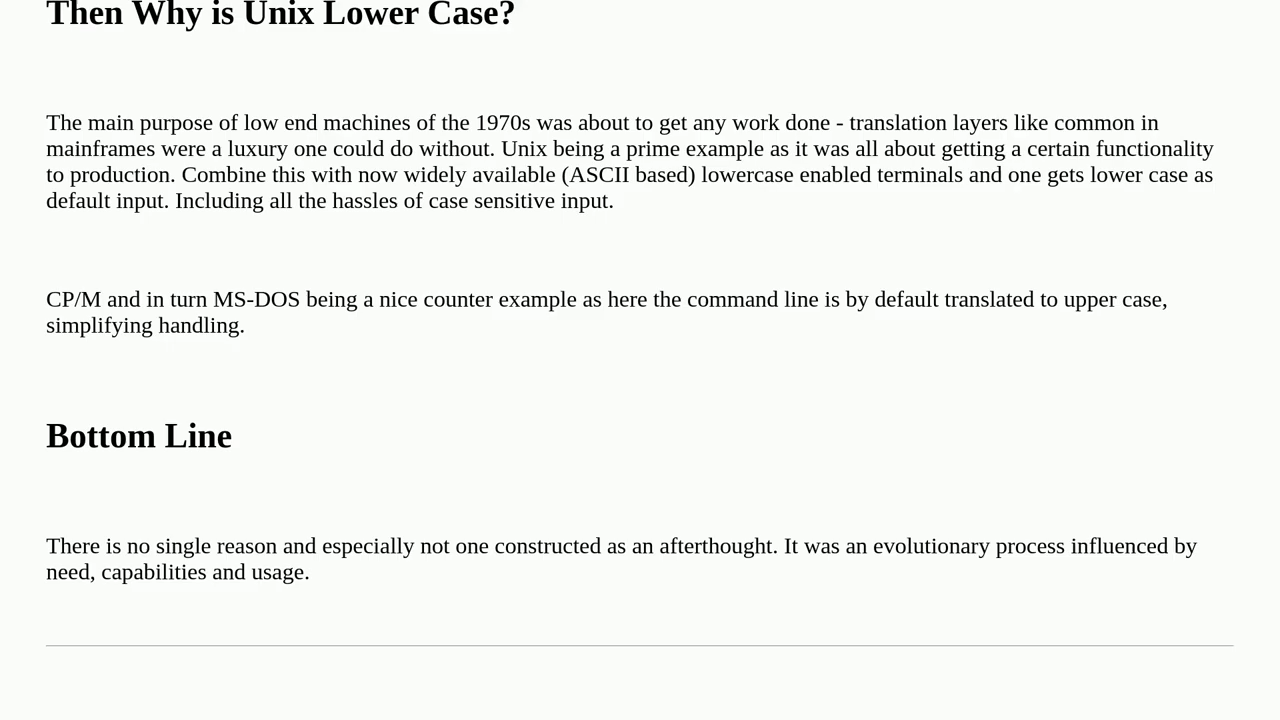 Then Why is Unix Lower Case?
The main purpose of low end machines of the 1970s was about to get any work done - translation layers like common in
mainframes were a luxury one could do without. Unix being a prime example as it was all about getting a certain functionality
to production. Combine this with now widely available (ASCII based) lowercase enabled terminals and one gets lower case as
default input. Including all the hassles of case sensitive input.
CP/M and in turn MS-DOS being a nice counter example as here the command line is by default translated to upper case,
simplifying handling.
Bottom Line
There is no single reason and especially not one constructed as an afterthought. It was an evolutionary process influenced by
need, capabilities and usage.